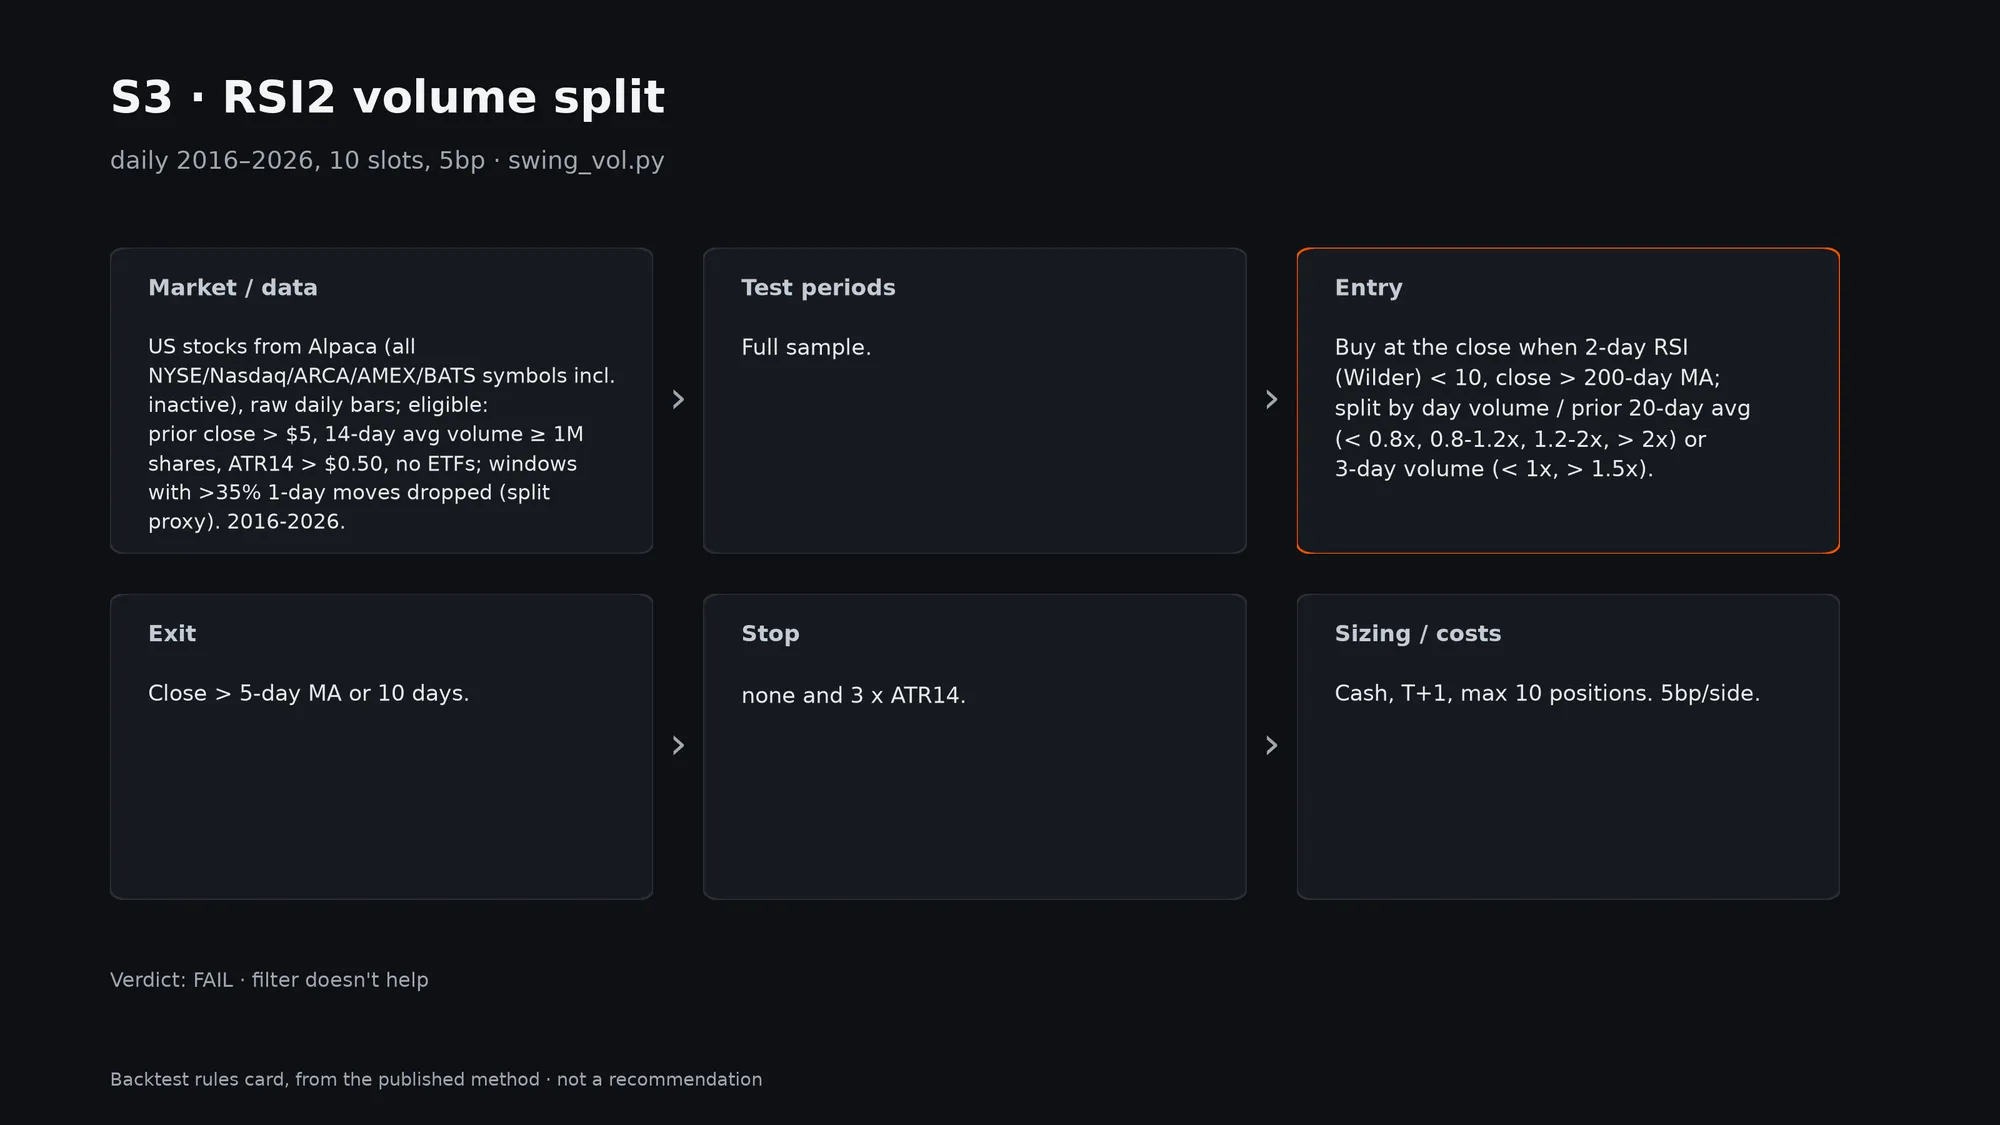 S3 · RSI2 volume split
daily 2016–2026, 10 slots, 5bp · swing_vol.py
Market / data
US stocks from Alpaca (all
NYSE/Nasdaq/ARCA/AMEX/BATS symbols incl.
inactive), raw daily bars; eligible:
prior close > $5, 14-day avg volume ≥ 1M
shares, ATR14 > $0.50, no ETFs; windows
with >35% 1-day moves dropped (split
proxy). 2016-2026.
›
Test periods
Full sample.
›
Entry
Buy at the close when 2-day RSI
(Wilder) < 10, close > 200-day MA;
split by day volume / prior 20-day avg
(< 0.8x, 0.8-1.2x, 1.2-2x, > 2x) or
3-day volume (< 1x, > 1.5x).
Exit
Close > 5-day MA or 10 days.
›
Stop
none and 3 x ATR14.
›
Sizing / costs
Cash, T+1, max 10 positions. 5bp/side.
Verdict: FAIL · filter doesn't help
Backtest rules card, from the published method · not a recommendation